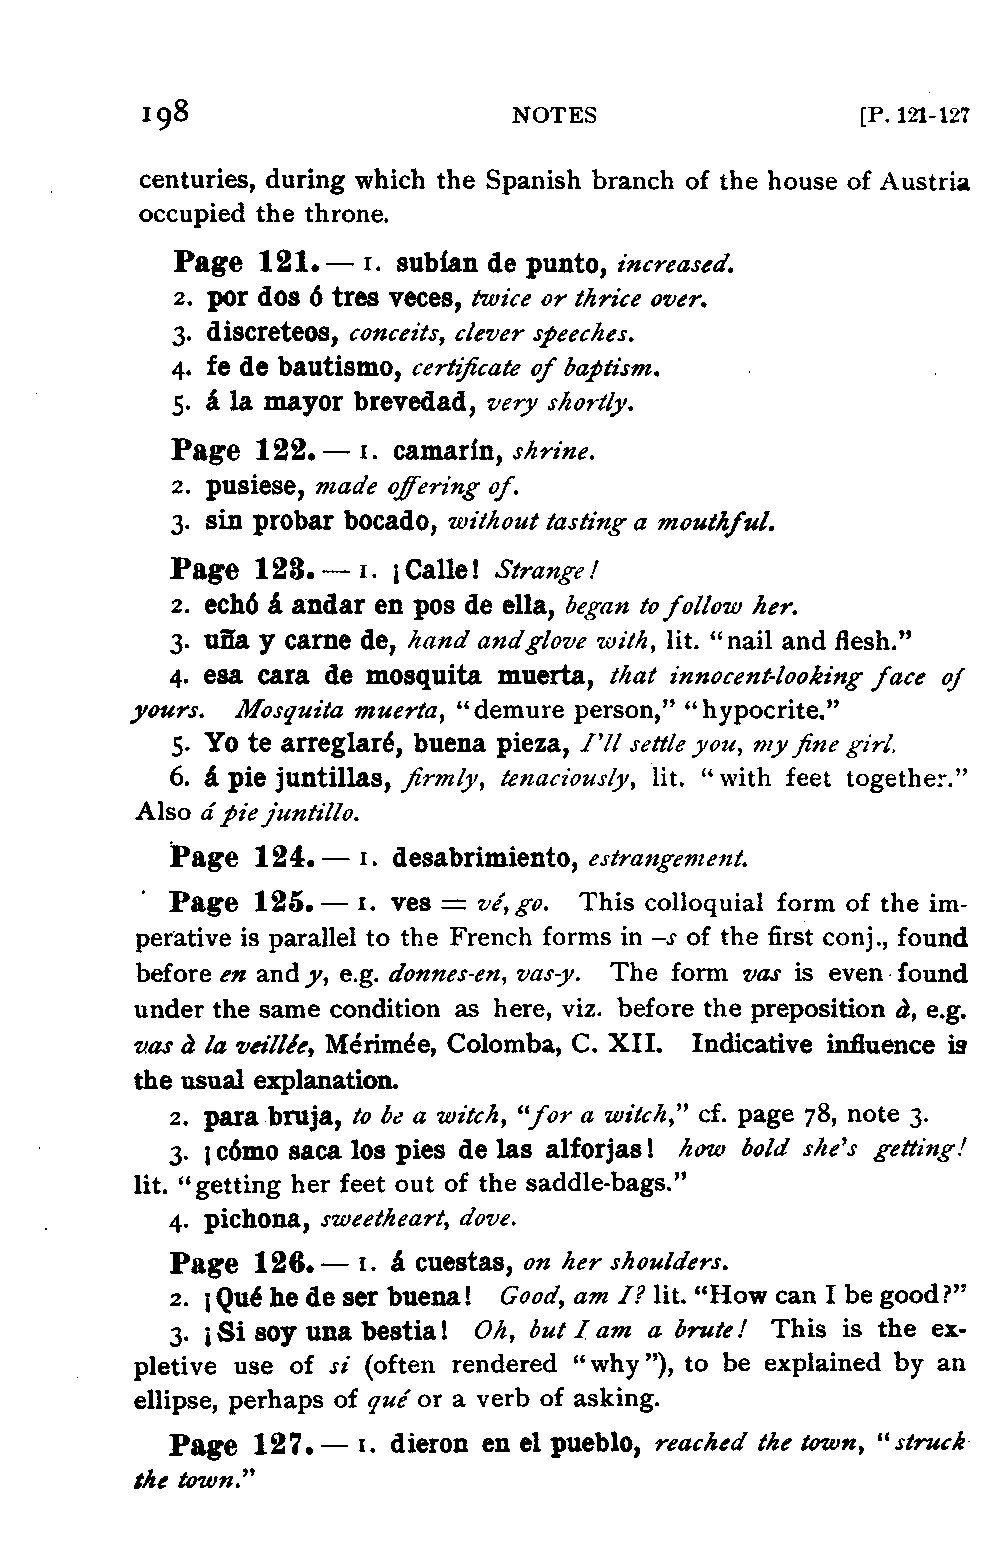 198 NOTES [P. 121-127
centuries, during which the Spanish branch of the house of Austria
occupied the throne.
Page 121.— 1. subían de punto, increased.
2. por dos ó tres veces, twice or thrice over.
3. discreteos, conceits, clever speeches.
4. fe de bautismo, certificate of baptism.
5. á la mayor brevedad, very shortly.
Page 122.— 1. camarín, shrine.
2. pusiese, made offering of.
3. sin probar bocado, without tasting a mouthful.
Page 123.— 1. ¡Calle! Strange!
2. echó á andar en pos de ella, began to follow her.
3. uña y carne de, hand and glove with, lit. "nail and flesh."
4. esa cara de mosquita muerta, that innocent-looking face of
yours. Mosquita muerta, "demure person," "hypocrite."
5. Yo te arreglaré, buena pieza, I'll settle you, my fine girl.
6. á pie juntillas, firmly, tenaciously, lit. "with feet together."
Also á pie juntillo.
Page 124.— 1. desabrimiento, estrangement.
Page 125.— 1. ves = vé, go. This colloquial form of the im-
perative is parallel to the French forms in –s of the first conj., found
before en and y, e.g. donnes-en, vas-y. The form vas is even found
under the same condition as here, viz. before the preposition à, e.g.
vas à la veillée, Mérimée, Colomba, C. XII. Indicative influence is
the usual explanation.
2. para bruja, to be a witch, "for a witch," cf. page 78, note 3.
3. ¡cómo saca los pies de las alforjas! how bold she's getting!
lit. "getting her feet out of the saddle-bags."
4. pichona, sweetheart, dove.
Page 126.— 1. á cuestas, on her shoulders.
2. ¡Qué he de ser buena! Good, am I? lit. "How can I be good?"
3. ¡Si soy una bestia! Oh, but I am a brute! This is the ex-
pletive use of si (often rendered "why"), to be explained by an
ellipse, perhaps of qué or a verb of asking.
Page 127.— 1. dieron en el pueblo, reached the town, "struck
the town."